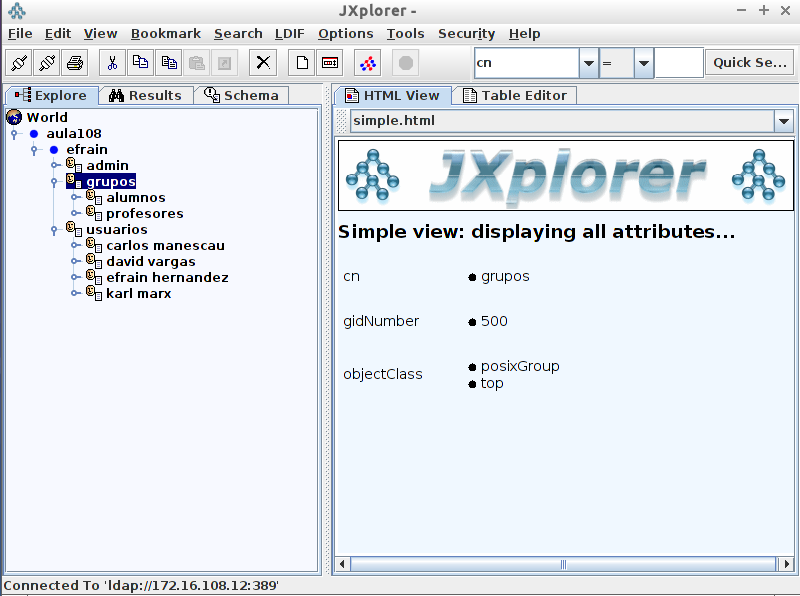 JXplorer -
File Edit View Bookmark Search LDIF Options Tools Security Help
cn = Quick Se...
Explore Results Schema
HTML View Table Editor
World
aula108
efrain
admin
grupos
alumnos
profesores
usuarios
carlos manescau
david vargas
efrain hernandez
karl marx
simple.html
JXplorer
Simple view: displaying all attributes...
cn grupos
gidNumber 500
objectClass posixGroup
top
Connected To 'ldap://172.16.108.12:389'